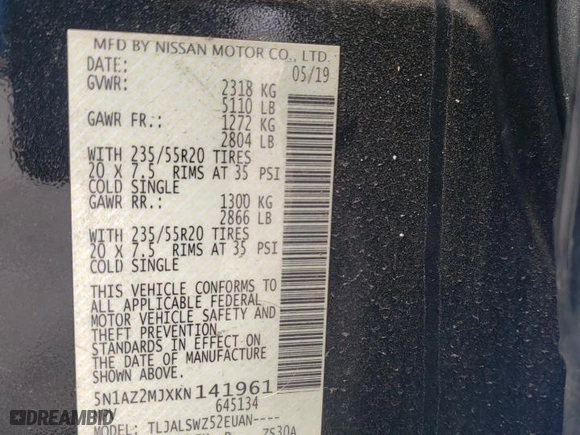 MFD BY NISSAN MOTOR CO., LTD.
DATE: 05/19
GVWR: 2318 KG
5110 LB
GAWR FR.: 1272 KG
2804 LB
WITH 235/55R20 TIRES
20 X 7.5 RIMS AT 35 PSI
COLD SINGLE
GAWR RR.: 1300 KG
2866 LB
WITH 235/55R20 TIRES
20 X 7.5 RIMS AT 35 PSI
COLD SINGLE
THIS VEHICLE CONFORMS TO
ALL APPLICABLE FEDERAL
MOTOR VEHICLE SAFETY AND
THEFT PREVENTION
STANDARDS IN EFFECT ON
THE DATE OF MANUFACTURE
SHOWN ABOVE.
5N1AZ2MJXKN141961
645134
MODEL: TLJALSWZ52EUAN----
ZS30A
CLEARCARHISTORY